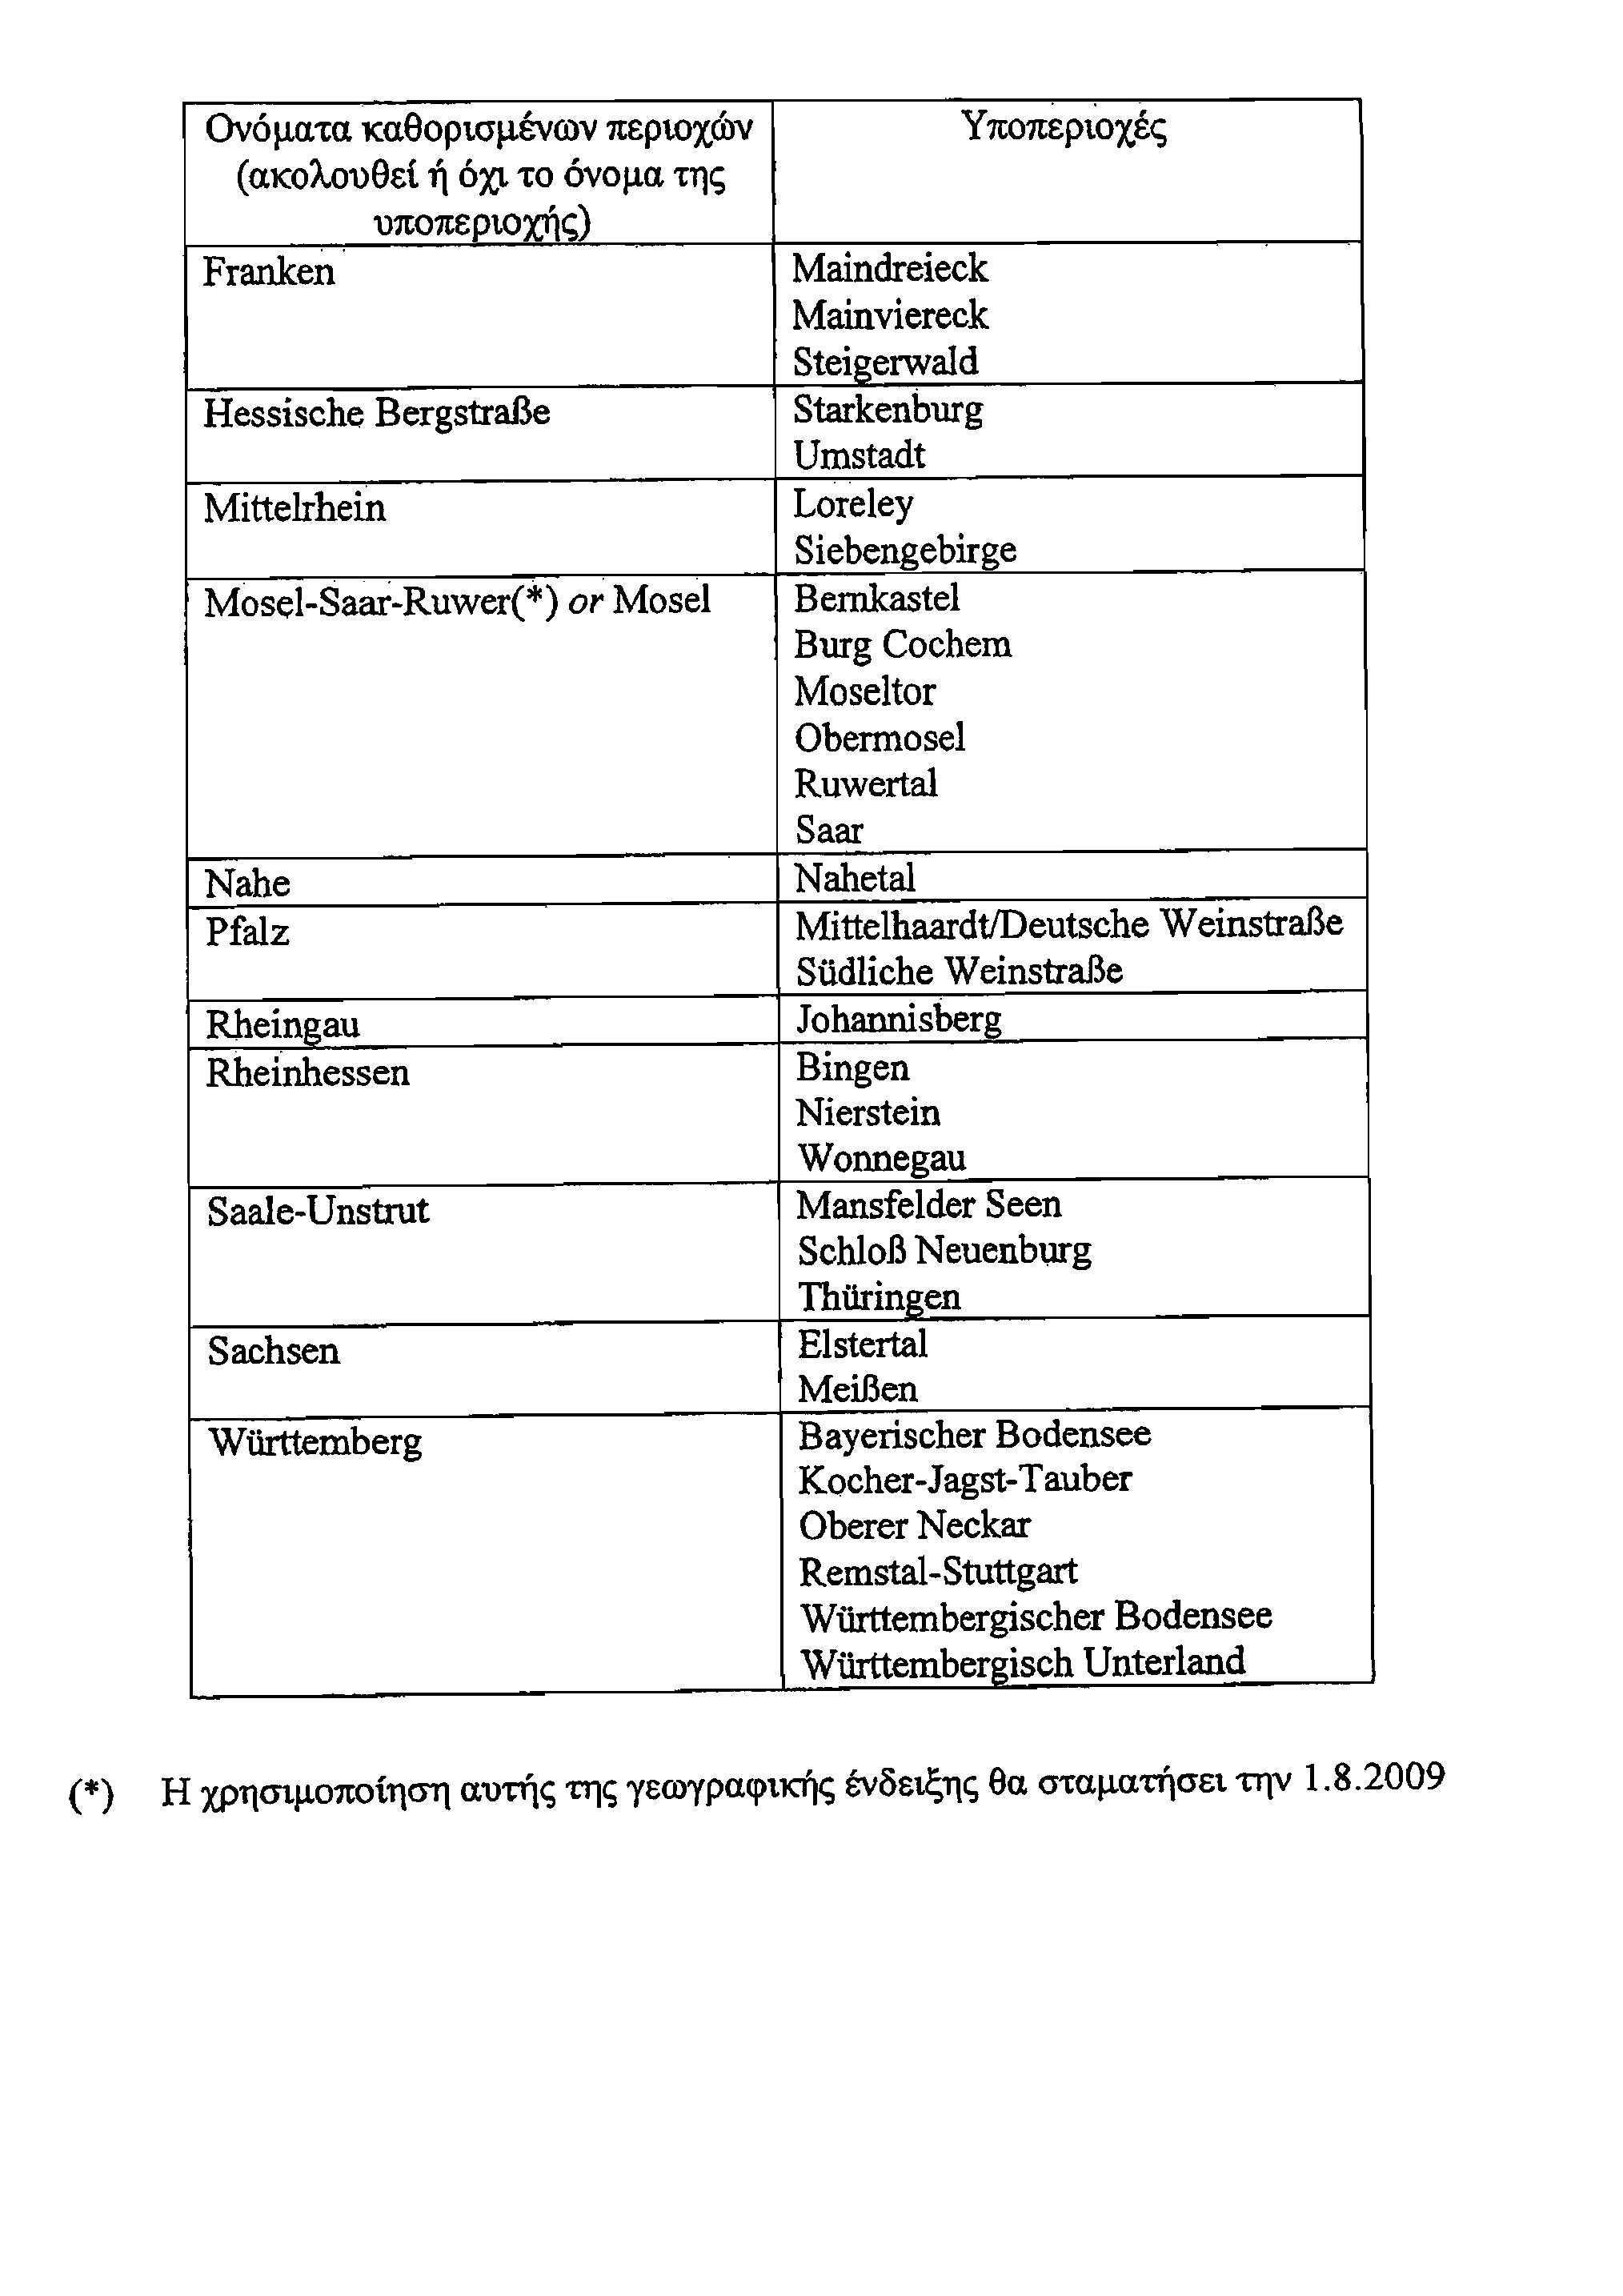 Ονόματα καθορισμένων περιοχών
(ακολουθεί ή όχι το όνομα της
υποπεριοχής)
Υποπεριοχές
Franken
Maindreieck
Mainviereck
Steigerwald
Hessische Bergstraße
Starkenburg
Umstadt
Mittelrhein
Loreley
Siebengebirge
Mosel-Saar-Ruwer(*) or Mosel
Bernkastel
Burg Cochem
Moseltor
Obermosel
Ruwertal
Saar
Nahe
Nahetal
Pfalz
Mittelhaardt/Deutsche Weinstraße
Südliche Weinstraße
Rheingau
Johannisberg
Rheinhessen
Bingen
Nierstein
Wonnegau
Saale-Unstrut
Mansfelder Seen
Schloß Neuenburg
Thüringen
Sachsen
Elstertal
Meißen
Württemberg
Bayerischer Bodensee
Kocher-Jagst-Tauber
Oberer Neckar
Remstal-Stuttgart
Württembergischer Bodensee
Württembergisch Unterland
(*) Η χρησιμοποίηση αυτής της γεωγραφικής ένδειξης θα σταματήσει την 1.8.2009